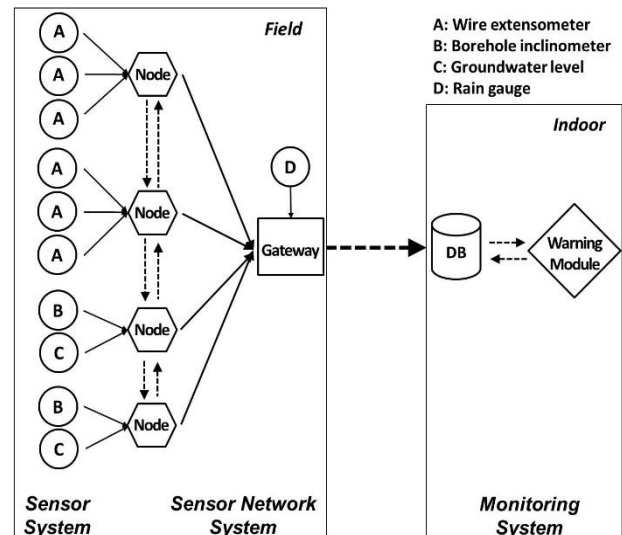 Field
A
A
A
Node
A
A
A
Node
B
C
Node
B
C
Node
D
Gateway
Sensor
System
Sensor Network
System
A: Wire extensometer
B: Borehole inclinometer
C: Groundwater level
D: Rain gauge
Indoor
DB
Warning
Module
Monitoring
System